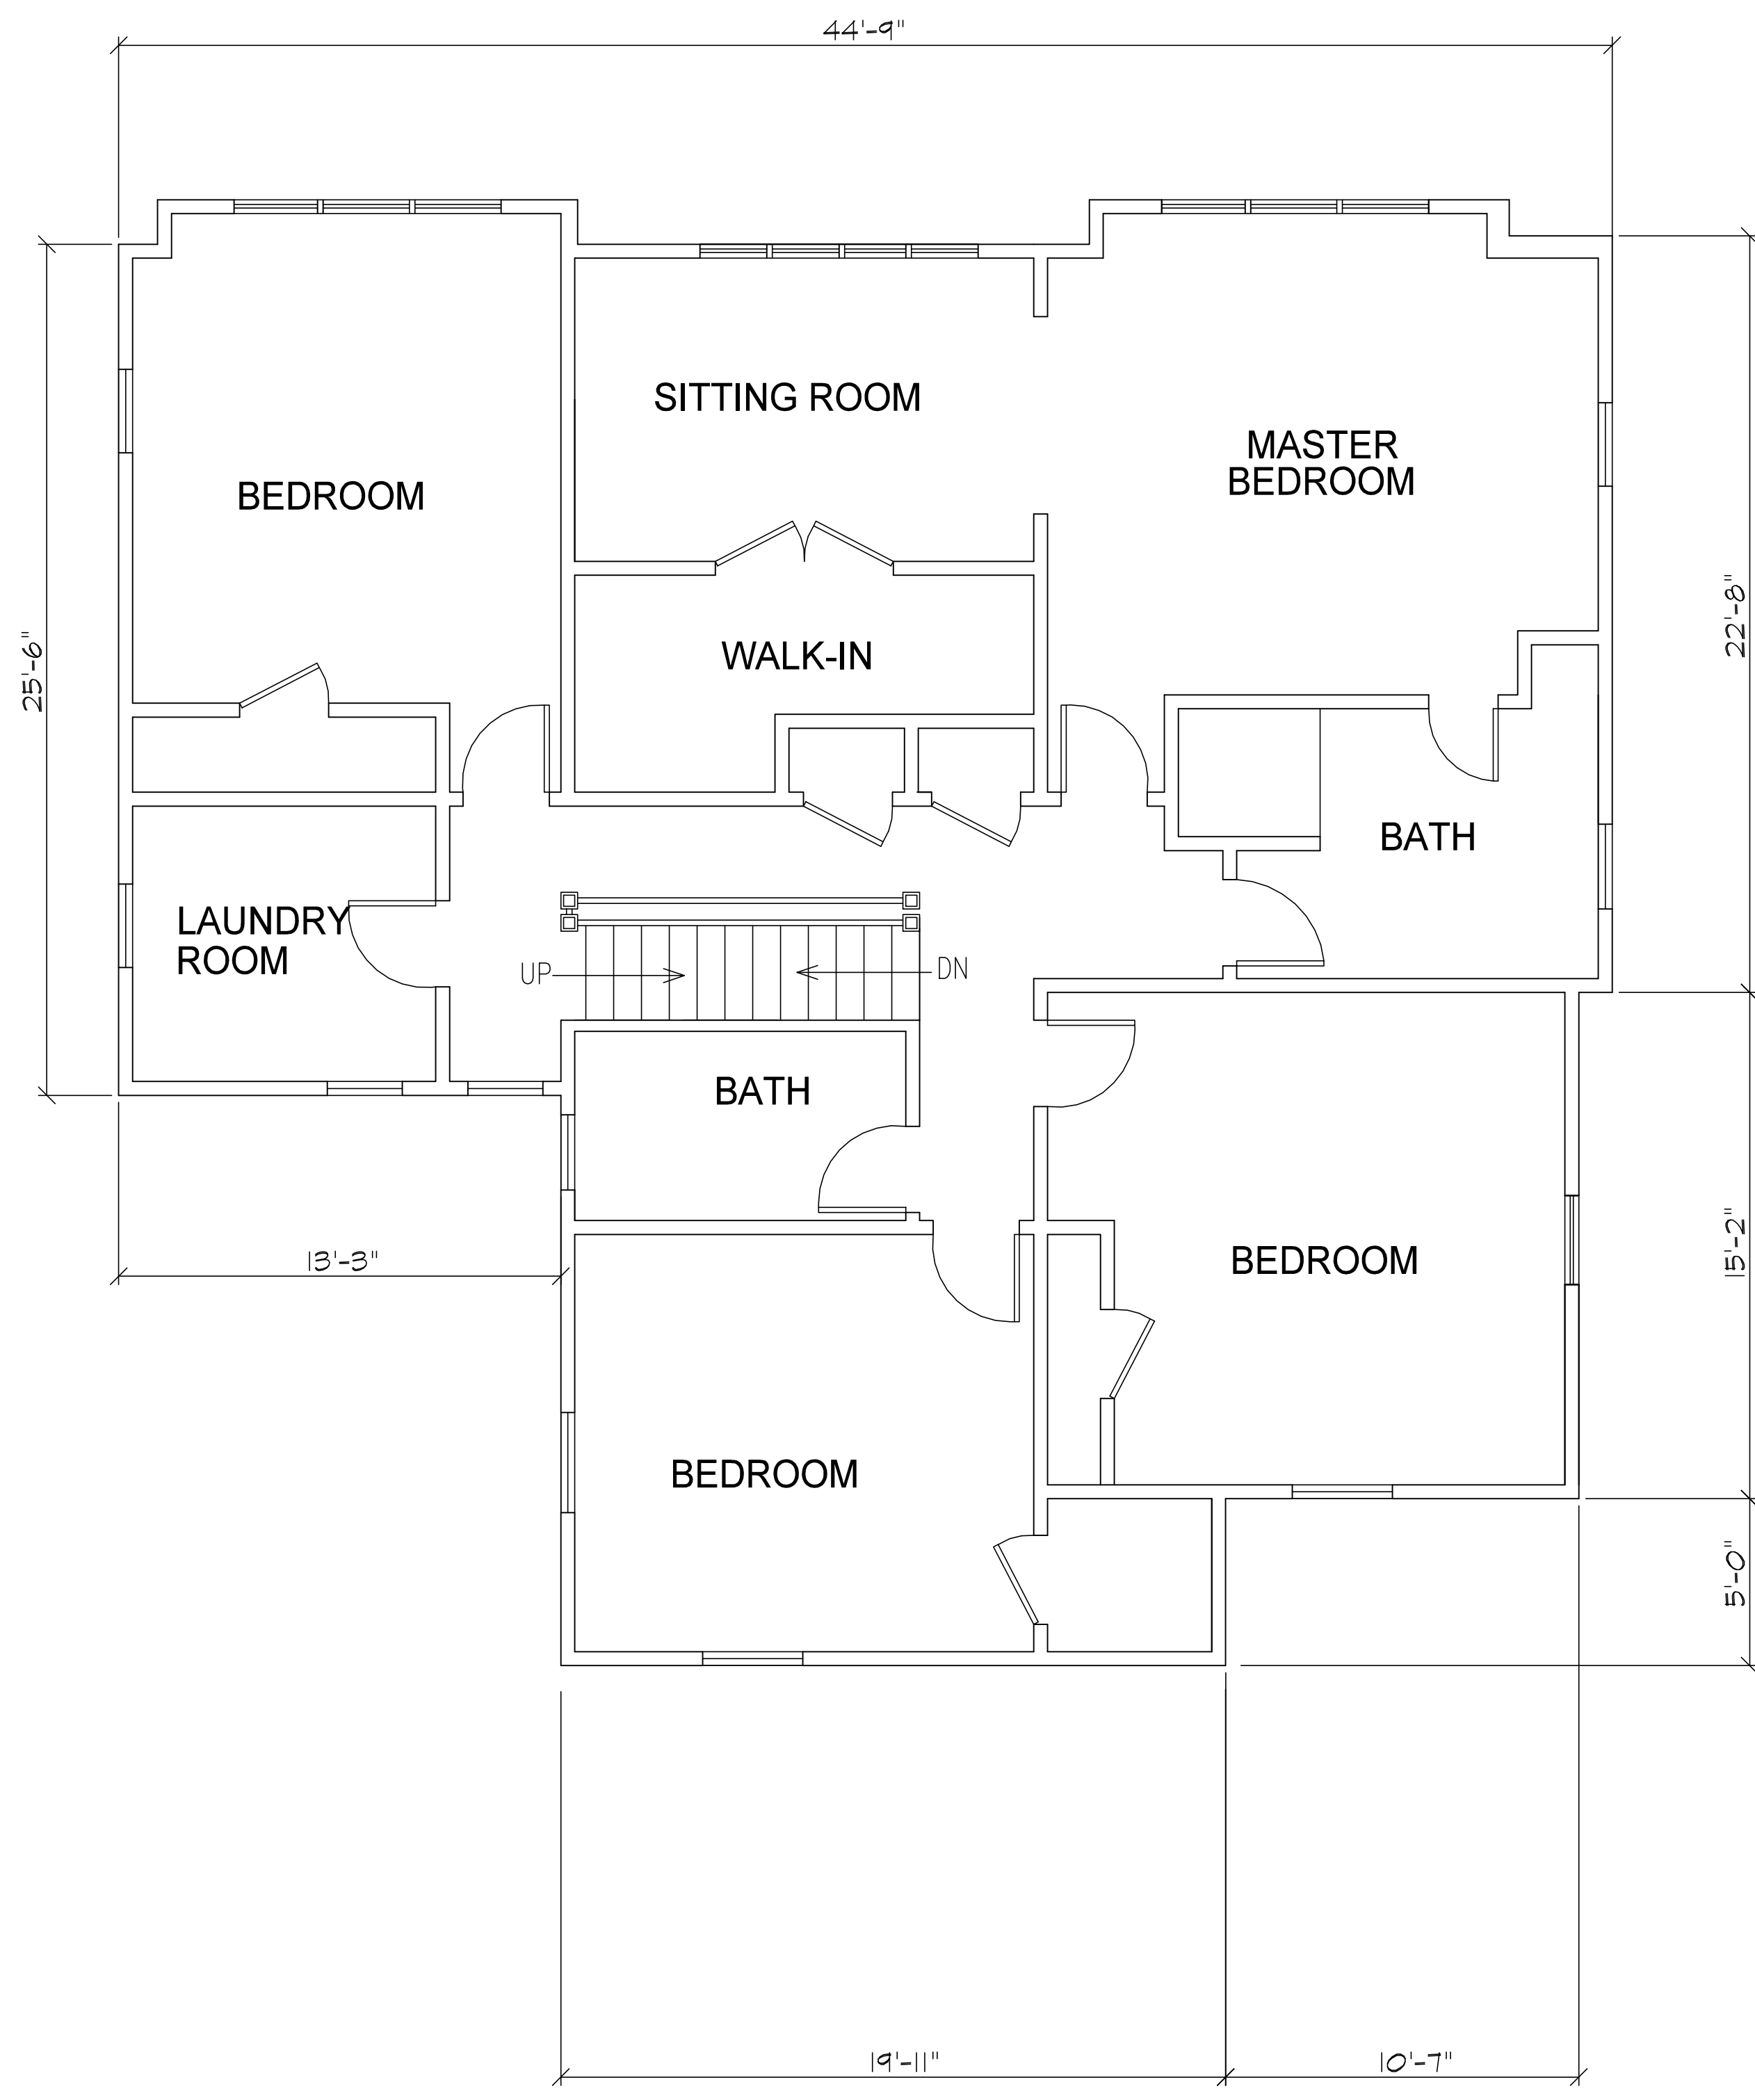 44'-9"
SITTING ROOM
MASTER
BEDROOM
BEDROOM
25'-6"
22'-8"
WALK-IN
BATH
LAUNDRY
ROOM
UP
DN
BATH
13'-3"
BEDROOM
15'-2"
BEDROOM
5'-0"
19'-11"
10'-7"